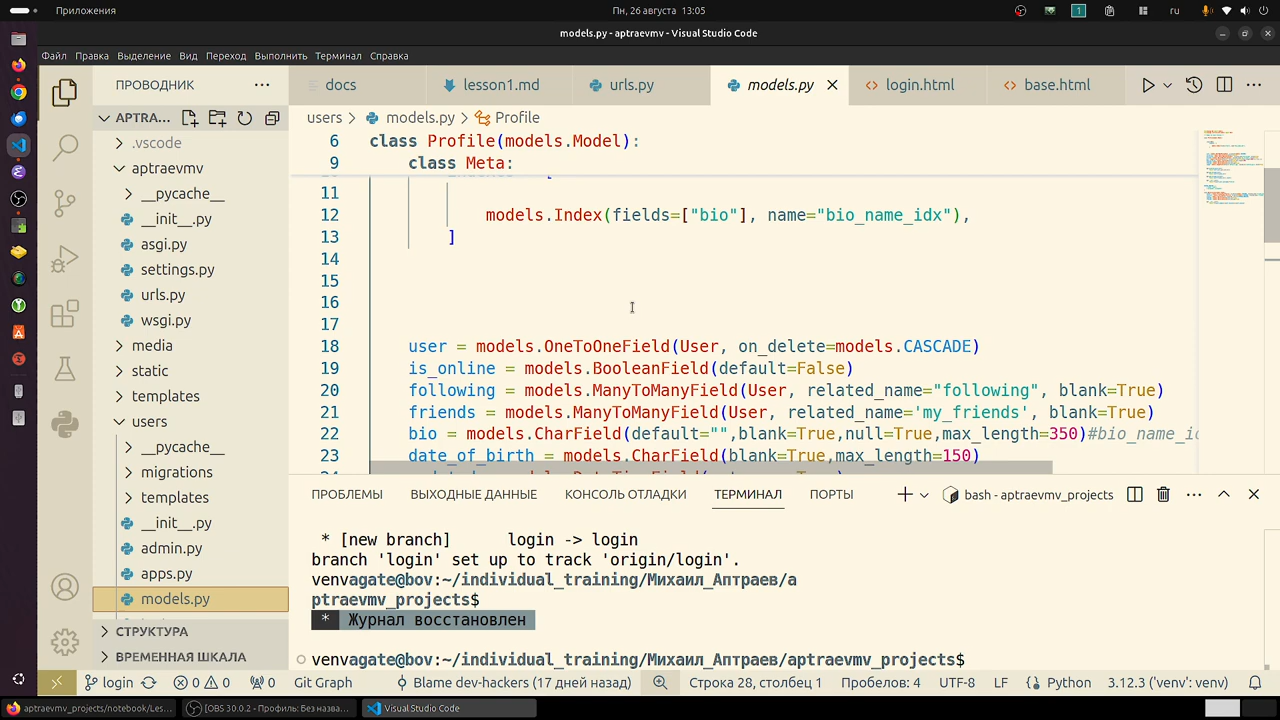 Приложения
Пн, 26 августа 13:05
1
ru
models.py - aptraevmv - Visual Studio Code
Файл Правка Выделение Вид Переход Выполнить Терминал Справка
ПРОВОДНИК
docs
lesson1.md
urls.py
models.py
login.html
base.html
APTRA...
users > models.py > Profile
.vscode
aptraevmv
__pycache__
__init__.py
asgi.py
settings.py
urls.py
wsgi.py
media
static
templates
users
__pycache__
migrations
templates
__init__.py
admin.py
apps.py
models.py
СТРУКТУРА
ВРЕМЕННАЯ ШКАЛА
6 class Profile(models.Model):
9 class Meta:
11
12 models.Index(fields=["bio"], name="bio_name_idx"),
13 ]
14
15
16
17
18 user = models.OneToOneField(User, on_delete=models.CASCADE)
19 is_online = models.BooleanField(default=False)
20 following = models.ManyToManyField(User, related_name="following", blank=True)
21 friends = models.ManyToManyField(User, related_name='my_friends', blank=True)
22 bio = models.CharField(default="",blank=True,null=True,max_length=350)#bio_name_i
23 date_of_birth = models.CharField(blank=True,max_length=150)
ПРОБЛЕМЫ ВЫХОДНЫЕ ДАННЫЕ КОНСОЛЬ ОТЛАДКИ ТЕРМИНАЛ ПОРТЫ
bash - aptraevmv_projects
* [new branch] login -> login
branch 'login' set up to track 'origin/login'.
venvagate@bov:~/individual_training/Михаил_Аптраев/a
ptraevmv_projects$
* Журнал восстановлен
venvagate@bov:~/individual_training/Михаил_Аптраев/aptraevmv_projects$
login
0 0
0
Git Graph
Blame dev-hackers (17 дней назад)
Строка 28, столбец 1
Пробелов: 4
UTF-8
LF
Python
3.12.3 ('venv': venv)
aptraevmv_projects/notebook/Les...
[OBS 30.0.2 - Профиль: Без назва...
Visual Studio Code